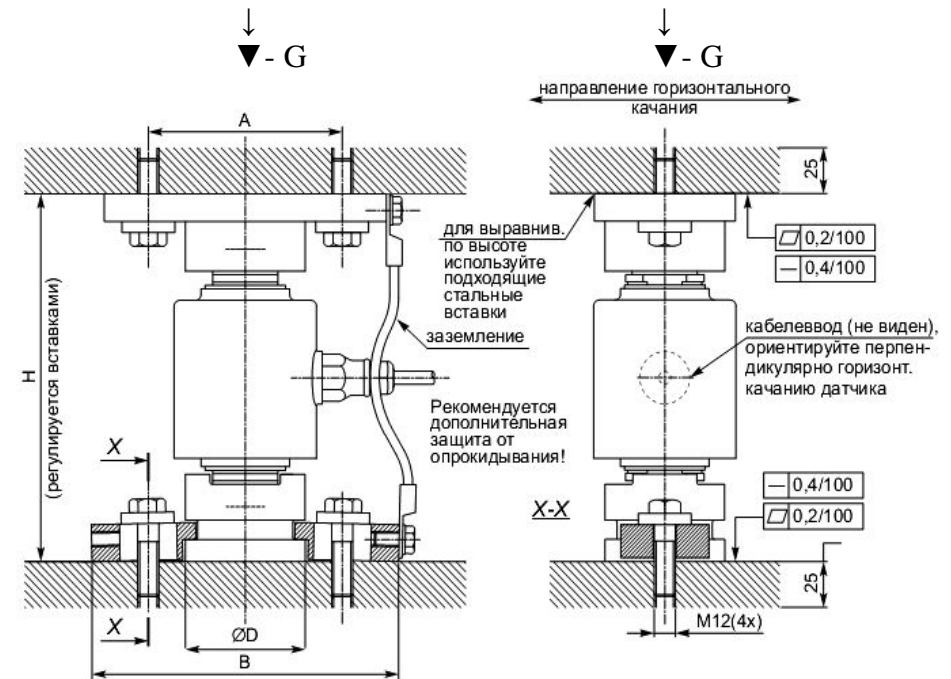 ↓
▼- G
↓
▼- G
направление горизонтального
качания
A
25
H
(регулируется вставками)
для выравнив.
по высоте
используйте
подходящие
стальные
вставки
0,2/100
0,4/100
заземление
кабелеввод (не виден),
ориентируйте перпен-
дикулярно горизонт.
качанию датчика
Рекомендуется
дополнительная
защита от
опрокидывания!
X
X-X
0,4/100
0,2/100
25
X
ØD
B
M12(4x)